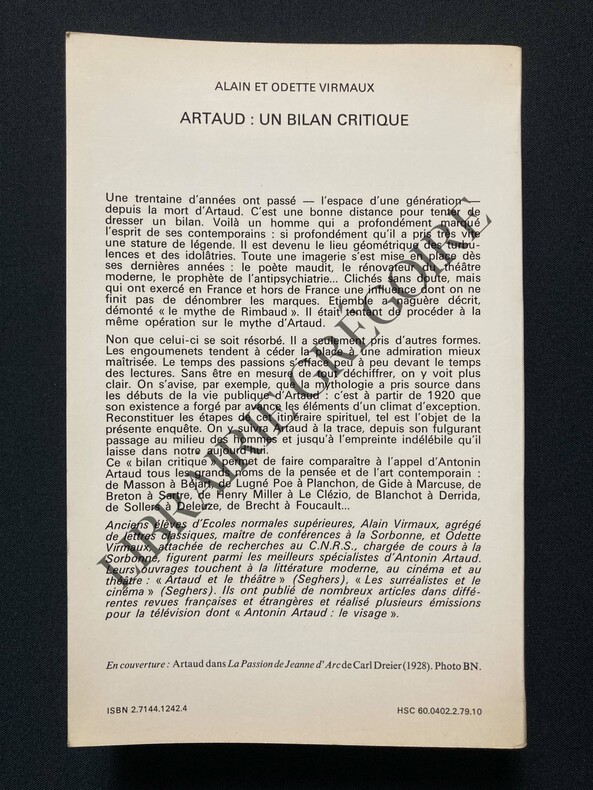 ALAIN ET ODETTE VIRMAUX
ARTAUD : UN BILAN CRITIQUE
Une trentaine d'années ont passé — l'espace d'une génération —
depuis la mort d'Artaud. C'est une bonne distance pour tenter de
dresser un bilan. Voilà un homme qui a profondément marqué
l'esprit de ses contemporains : si profondément qu'il a pris très vite
une stature de légende. Il est devenu le lieu géométrique des turbu-
lences et des idolâtries. Toute une imagerie s'est mise en place dès
ses dernières années : le poète maudit, le rénovateur du théâtre
moderne, le prophète de l'antipsychiatrie... Clichés sans doute, mais
qui ont exercé en France et hors de France une influence dont on ne
finit pas de dénombrer les marques. Etiemble a naguère décrit,
démonté « le mythe de Rimbaud ». Il était tentant de procéder à la
même opération sur le mythe d'Artaud.
Non que celui-ci se soit résorbé. Il a seulement pris d'autres formes.
Les engouements tendent à céder la place à une admiration mieux
maîtrisée. Le temps des passions s'efface peu à peu devant le temps
des lectures. Sans être en mesure de tout déchiffrer, on y voit plus
clair. On s'avise, par exemple, que la mythologie a pris source dans
les débuts de la vie publique d'Artaud : c'est à partir de 1920 que
son existence a forgé par avance les éléments d'un climat d'exception.
Reconstituer les étapes de cet itinéraire spirituel, tel est l'objet de la
présente enquête. On y suivra Artaud à la trace, depuis son fulgurant
passage au milieu des et jusqu'à l'empreinte indélébile qu'il
laisse dans notre aujourd'hui.
Ce « bilan critique » permet de faire comparaître à l'appel d'Antonin
Artaud tous les grands noms de la pensée et de l'art contemporain :
de Masson à Béjart, de Lugné Poe à Planchon, de Gide à Marcuse, de
Breton à Sartre, de Henry Miller à Le Clézio, de Blanchot à Derrida,
de Sollers à Deleuze, de Brecht à Foucault...
Anciens élèves d'Ecoles normales supérieures, Alain Virmaux, agrégé
de lettres classiques, maître de conférences à la Sorbonne, et Odette
Virmaux, attachée de recherches au C.N.R.S., chargée de cours à la
Sorbonne, figurent parmi les meilleurs spécialistes d'Antonin Artaud.
Leurs ouvrages touchent à la littérature moderne, au cinéma et au
théâtre : « Artaud et le théâtre » (Seghers), « Les surréalistes et le
cinéma » (Seghers). Ils ont publié de nombreux articles dans diffé-
rentes revues françaises et étrangères et réalisé plusieurs émissions
pour la télévision dont « Antonin Artaud : le visage ».
En couverture : Artaud dans La Passion de Jeanne d'Arc de Carl Dreier (1928). Photo BN.
ISBN 2.7144.1242.4
HSC 60.0402.2.79.10
LIBRAIRIE GREGOIRE